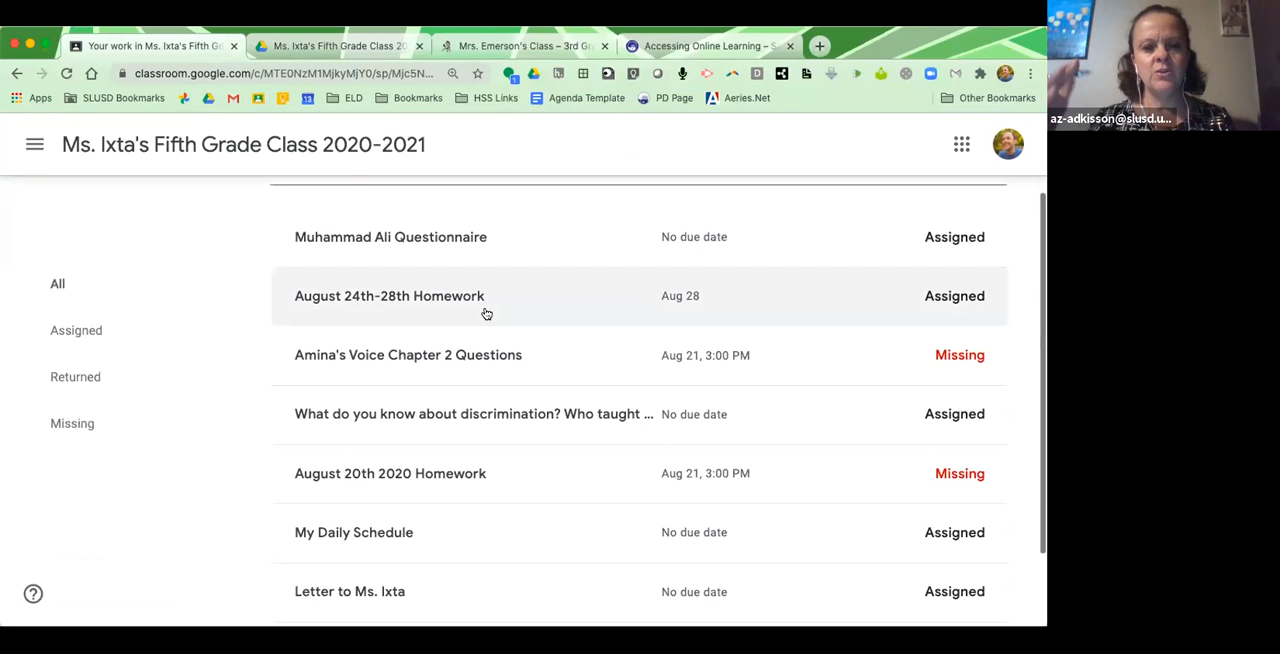 Your work in Ms. Ixta's Fifth Gr
Ms. Ixta's Fifth Grade Class 20
Mrs. Emerson's Class – 3rd Gr
Accessing Online Learning – S
classroom.google.com/c/MTE0NzM1MjkyMjY0/sp/Mjc5N...
Apps SLUSD Bookmarks 13 ELD Bookmarks HSS Links Agenda Template PD Page Aeries.Net Other Bookmarks
az-adkisson@slusd.u...
Ms. Ixta's Fifth Grade Class 2020-2021
All
Assigned
Returned
Missing
Muhammad Ali Questionnaire No due date Assigned
August 24th-28th Homework Aug 28 Assigned
Amina's Voice Chapter 2 Questions Aug 21, 3:00 PM Missing
What do you know about discrimination? Who taught ... No due date Assigned
August 20th 2020 Homework Aug 21, 3:00 PM Missing
My Daily Schedule No due date Assigned
Letter to Ms. Ixta No due date Assigned